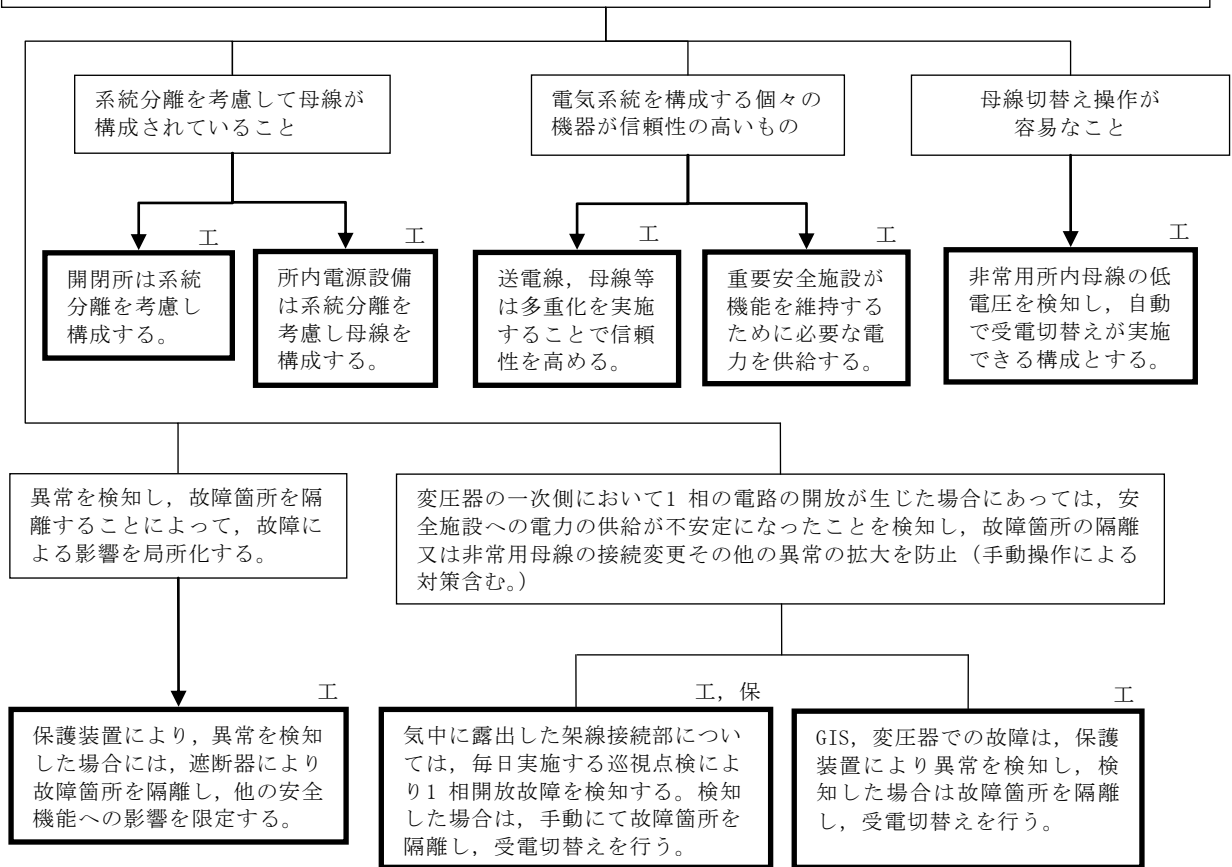 系統分離を考慮して母線が
構成されていること
電気系統を構成する個々の
機器が信頼性の高いもの
母線切替え操作が
容易なこと
工
開閉所は系統
分離を考慮し
構成する。
工
所内電源設備
は系統分離を
考慮し母線を
構成する。
工
送電線，母線等
は多重化を実施
することで信頼
性を高める。
工
重要安全施設が
機能を維持する
ために必要な電
力を供給する。
工
非常用所内母線の低
電圧を検知し，自動
で受電切替えが実施
できる構成とする。
異常を検知し，故障箇所を隔
離することによって，故障に
よる影響を局所化する。
変圧器の一次側において1 相の電路の開放が生じた場合にあっては，安
全施設への電力の供給が不安定になったことを検知し，故障箇所の隔離
又は非常用母線の接続変更その他の異常の拡大を防止（手動操作による
対策含む。）
工
保護装置により，異常を検知
した場合には，遮断器により
故障箇所を隔離し，他の安全
機能への影響を限定する。
工，保
気中に露出した架線接続部につい
ては，毎日実施する巡視点検によ
り1 相開放故障を検知する。検知
した場合は，手動にて故障箇所を
隔離し，受電切替えを行う。
工
GIS，変圧器での故障は，保護
装置により異常を検知し，検
知した場合は故障箇所を隔離
し，受電切替えを行う。